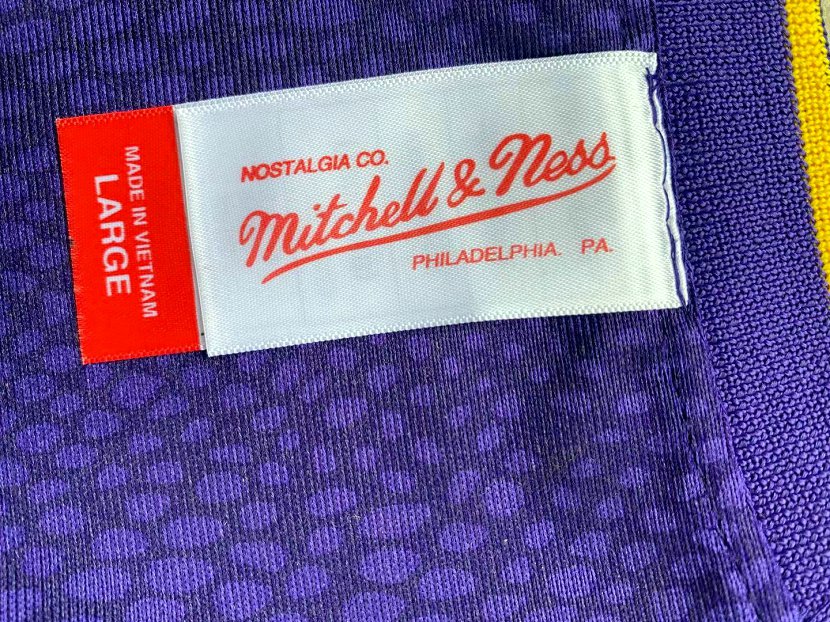 MADE IN VIETNAM
LARGE
NOSTALGIA CO.
Mitchell & Ness
PHILADELPHIA. PA.